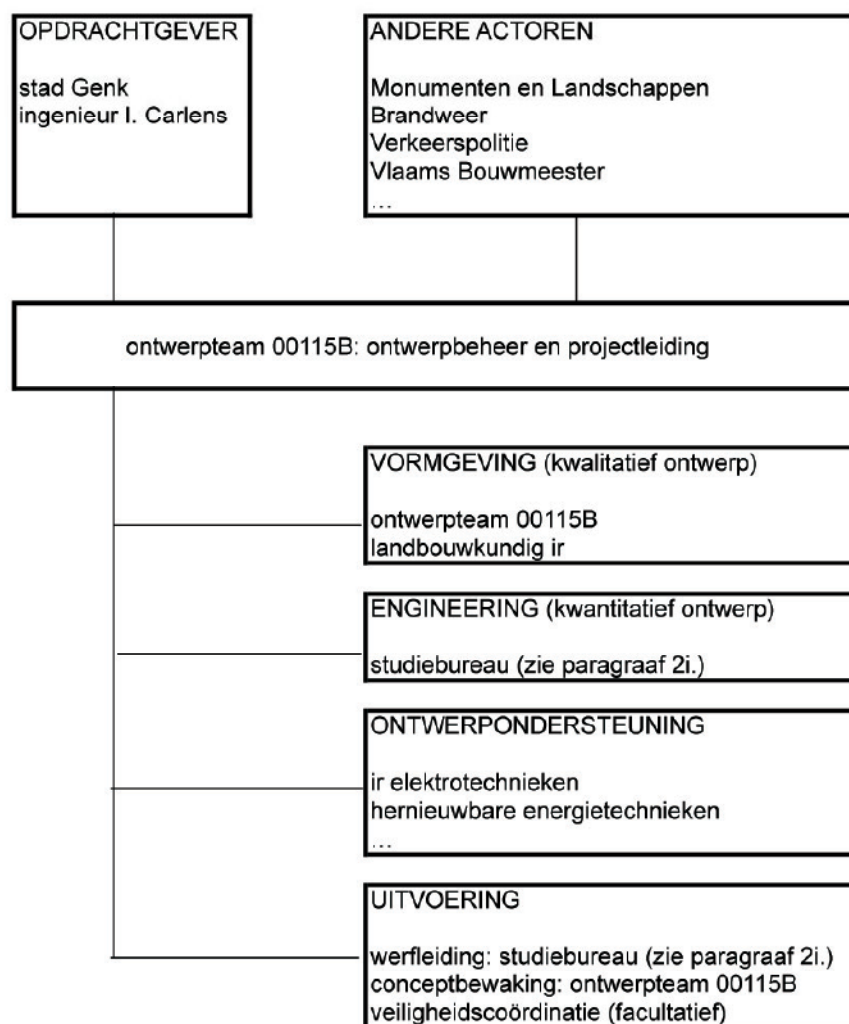 OPDRACHTGEVER
stad Genk
ingenieur I. Carlens
ANDERE ACTOREN
Monumenten en Landschappen
Brandweer
Verkeerspolitie
Vlaams Bouwmeester
...
ontwerpteam 00115B: ontwerpbeheer en projectleiding
VORMGEVING (kwalitatief ontwerp)
ontwerpteam 00115B
landbouwkundig ir
ENGINEERING (kwantitatief ontwerp)
studiebureau (zie paragraaf 2i.)
ONTWERPONDERSTEUNING
ir elektrotechnieken
hernieuwbare energietechnieken
...
UITVOERING
werfleiding: studiebureau (zie paragraaf 2i.)
conceptbewaking: ontwerpteam 00115B
veiligheidscoördinatie (facultatief)